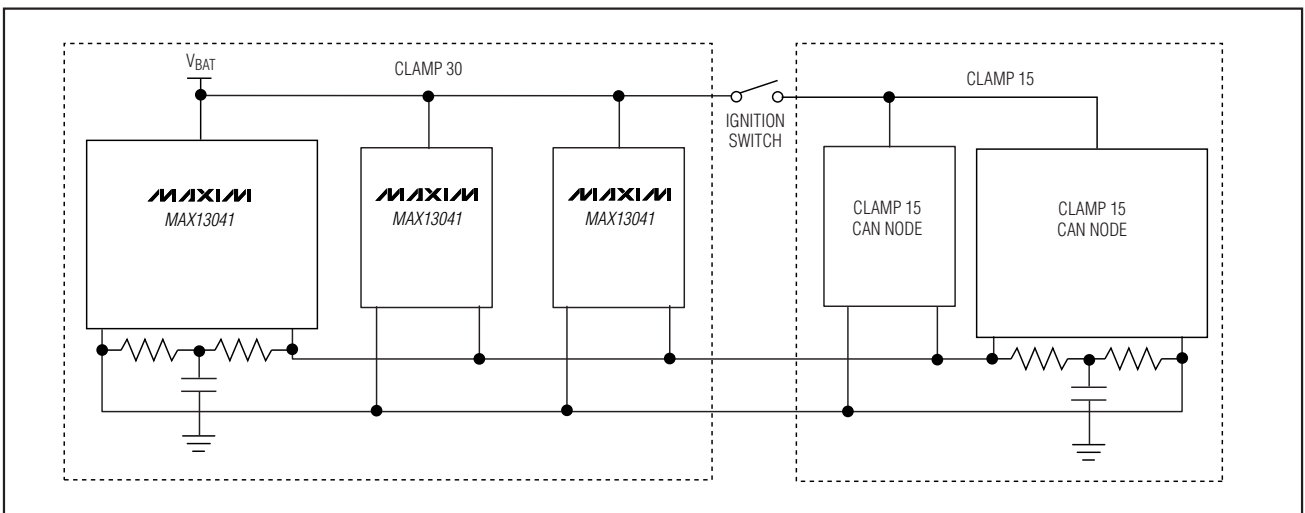 VBAT
CLAMP 30
CLAMP 15
IGNITION
SWITCH
MAXIM
MAX13041
MAXIM
MAX13041
MAXIM
MAX13041
CLAMP 15
CAN NODE
CLAMP 15
CAN NODE